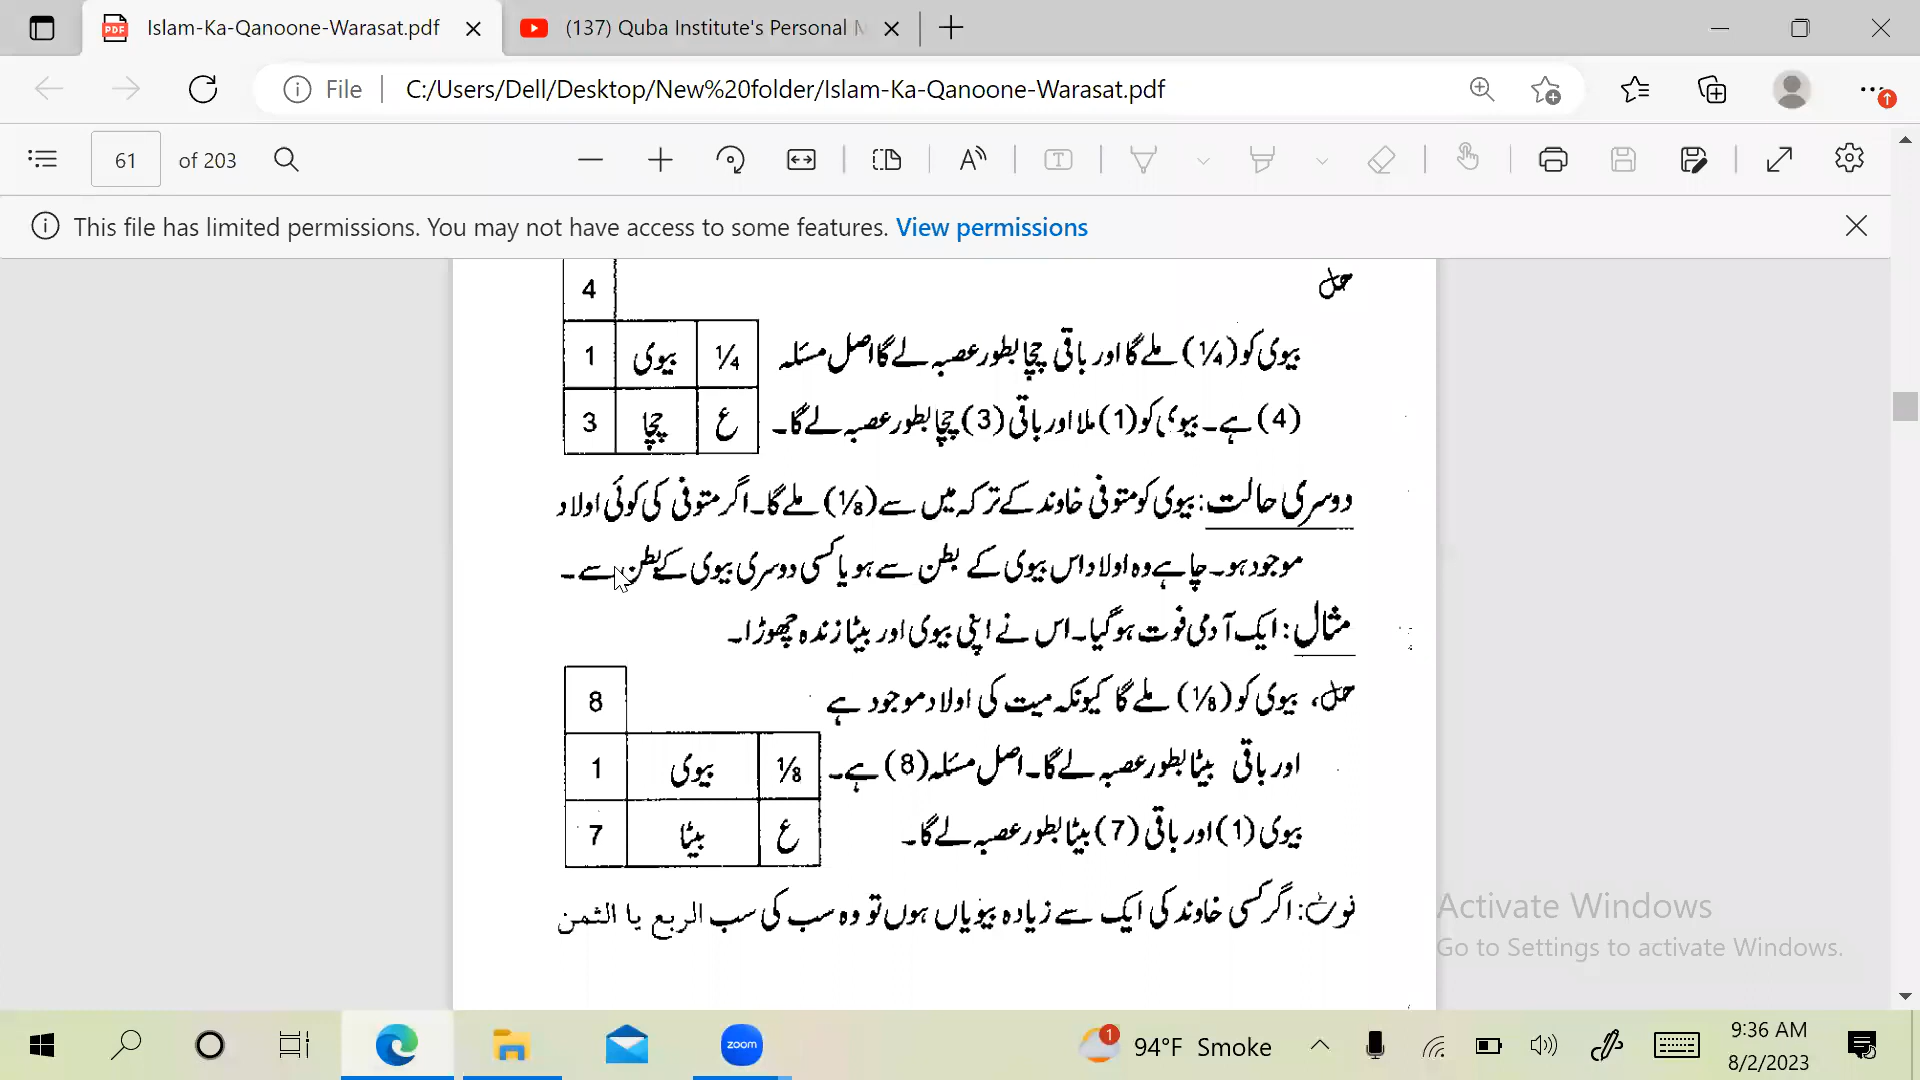 Islam-Ka-Qanoone-Warasat.pdf
(137) Quba Institute's Personal M
File
C:/Users/Dell/Desktop/New%20folder/Islam-Ka-Qanoone-Warasat.pdf
61 of 203
This file has limited permissions. You may not have access to some features. View permissions
حل
4
بیوی کو (¼) ملے گا اور باقی چچا بطور عصبہ لے گا اصل مسئلہ
¼ بیوی 1
(4) ہے۔ بیوی کو (1) ملا اور باقی (3) چچا بطور عصبہ لے گا۔
ع چچا 3
دوسری حالت: بیوی کو متوفی خاوند کے ترکہ میں سے (⅛) ملے گا۔ اگر متوفی کی کوئی اولاد
موجود ہو۔ چاہے وہ اولاد اس بیوی کے بطن سے ہو یا کسی دوسری بیوی کے بطن سے۔
مثال: ایک آدمی فوت ہو گیا۔ اس نے اپنی بیوی اور بیٹا زندہ چھوڑا۔
حل، بیوی کو (⅛) ملے گا کیونکہ میت کی اولاد موجود ہے
8
اور باقی بیٹا بطور عصبہ لے گا۔ اصل مسئلہ (8) ہے۔
⅛ بیوی 1
بیوی (1) اور باقی (7) بیٹا بطور عصبہ لے گا۔
ع بیٹا 7
نوٹ: اگر کسی خاوند کی ایک سے زیادہ بیویاں ہوں تو وہ سب کی سب الربع یا الثمن
Activate Windows
Go to Settings to activate Windows.
zoom
1
94°F Smoke
9:36 AM
8/2/2023